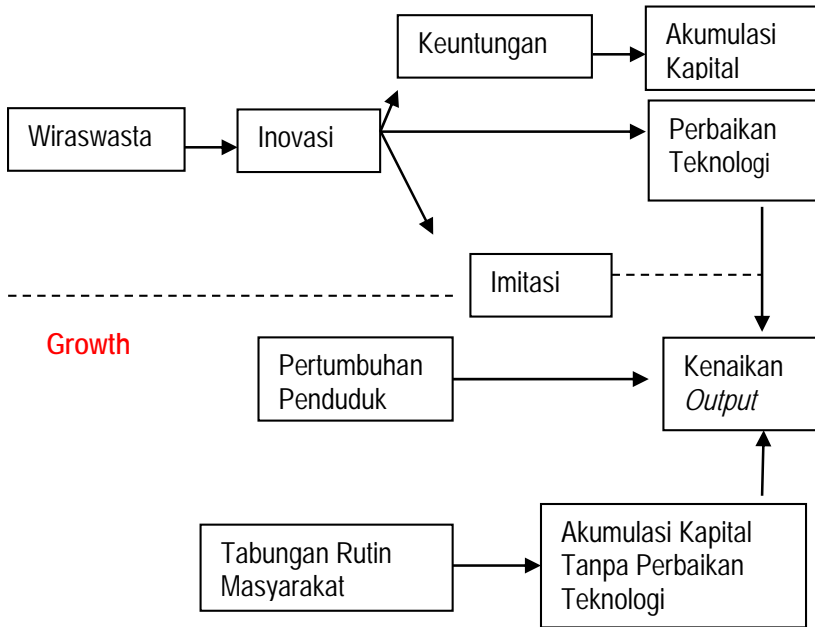 Keuntungan
Akumulasi
Kapital
Wiraswasta
Inovasi
Perbaikan
Teknologi
Imitasi
Growth
Pertumbuhan
Penduduk
Kenaikan
Output
Tabungan Rutin
Masyarakat
Akumulasi Kapital
Tanpa Perbaikan
Teknologi